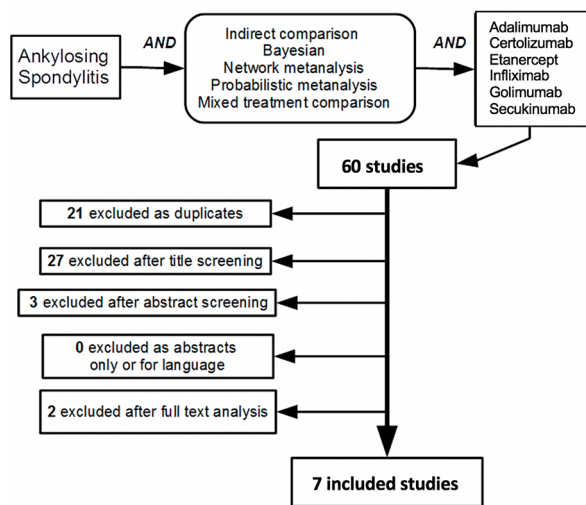 Ankylosing
Spondylitis
AND
Indirect comparison
Bayesian
Network metanalysis
Probabilistic metanalysis
Mixed treatment comparison
AND
Adalimumab
Certolizumab
Etanercept
Infliximab
Golimumab
Secukinumab
60 studies
21 excluded as duplicates
27 excluded after title screening
3 excluded after abstract screening
0 excluded as abstracts
only or for language
2 excluded after full text analysis
7 included studies